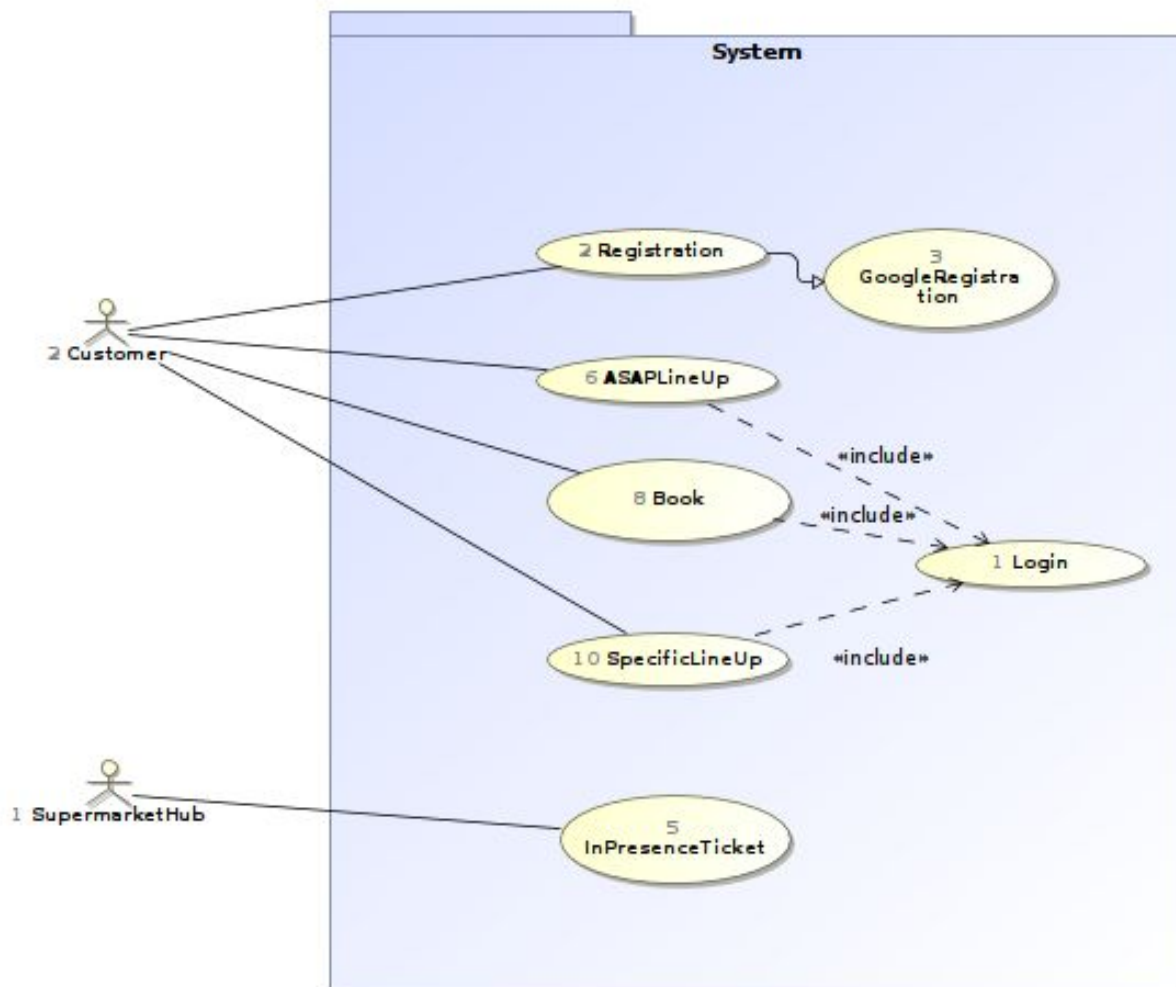 System
2 Registration
3
GoogleRegistra
tion
2 Customer
6 ASAPLineUp
«include»
8 Book
«include»
1 Login
10 SpecificLineUp
«include»
1 SupermarketHub
5
InPresenceTicket